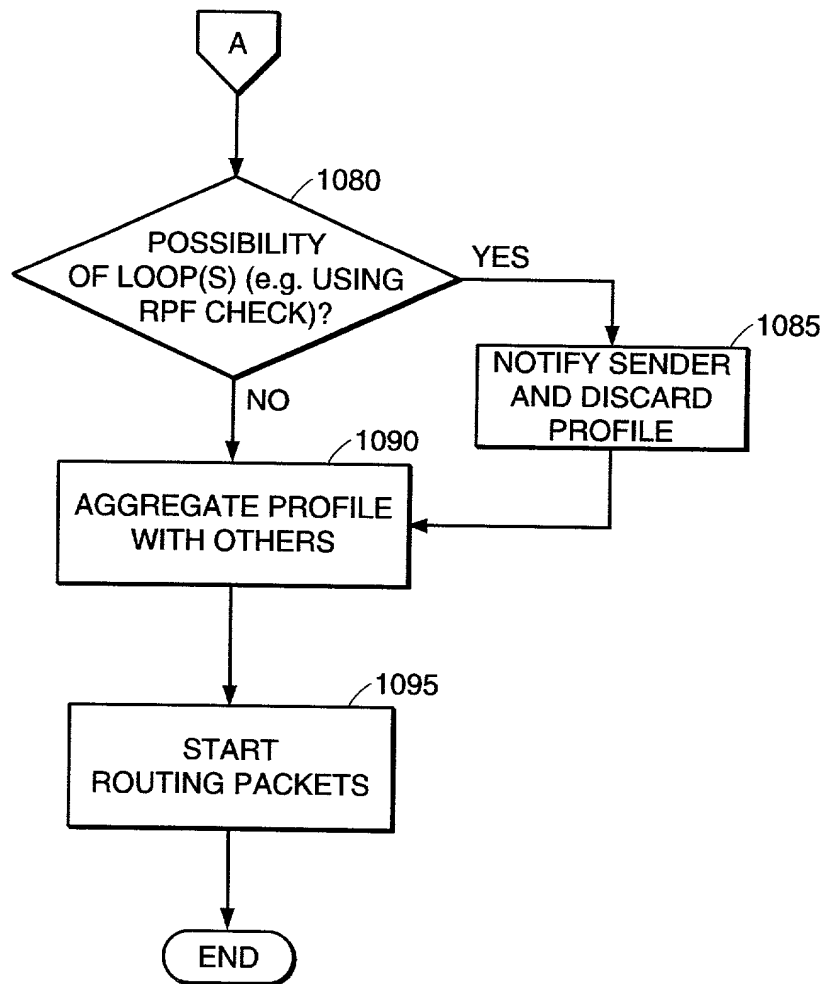 A
1080
POSSIBILITY
OF LOOP(S) (e.g. USING
RPF CHECK)?
YES
1085
NOTIFY SENDER
AND DISCARD
PROFILE
NO
1090
AGGREGATE PROFILE
WITH OTHERS
1095
START
ROUTING PACKETS
END